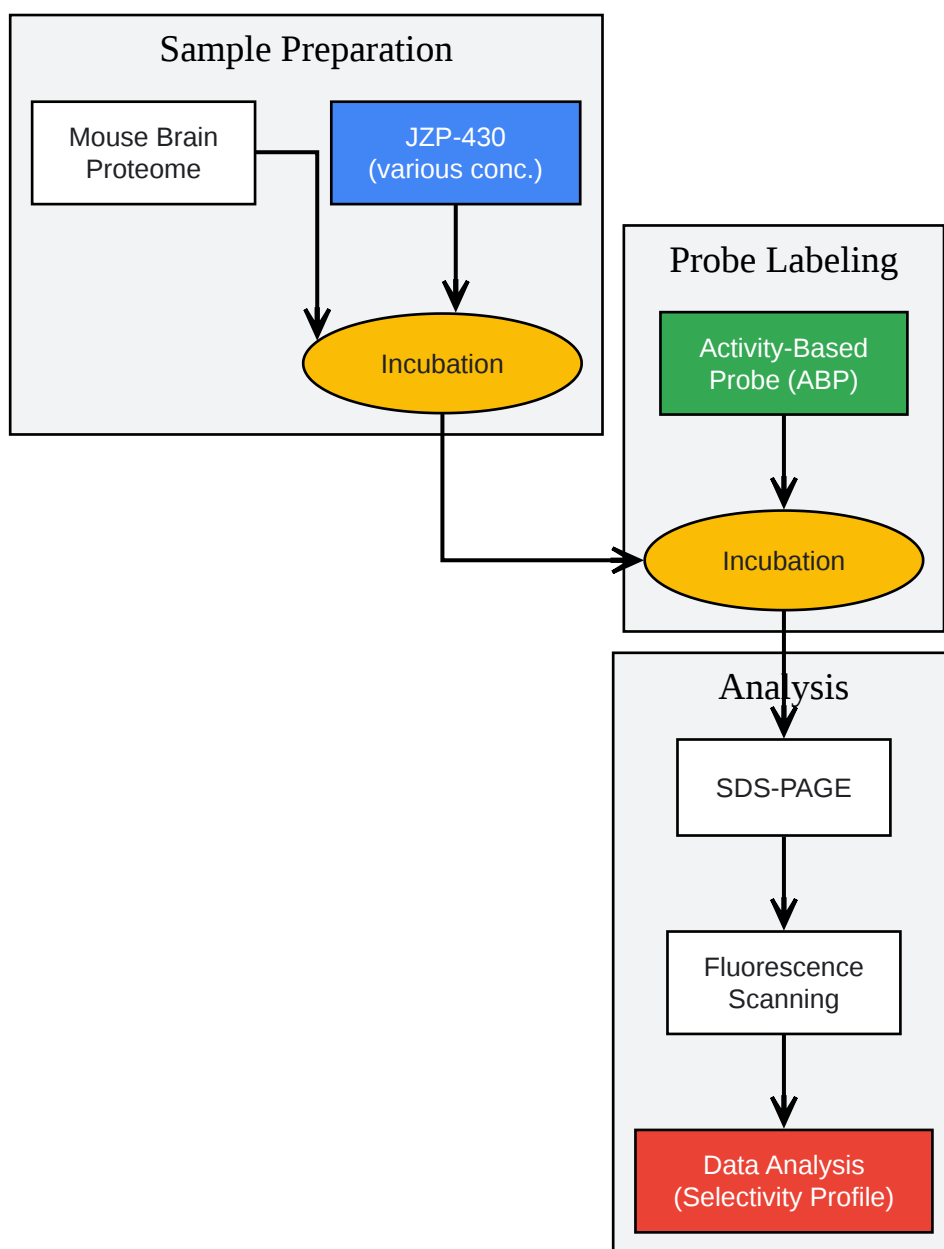 Sample Preparation
Mouse Brain
Proteome
JZP-430
(various conc.)
Incubation
Probe Labeling
Activity-Based
Probe (ABP)
Incubation
Analysis
SDS-PAGE
Fluorescence
Scanning
Data Analysis
(Selectivity Profile)